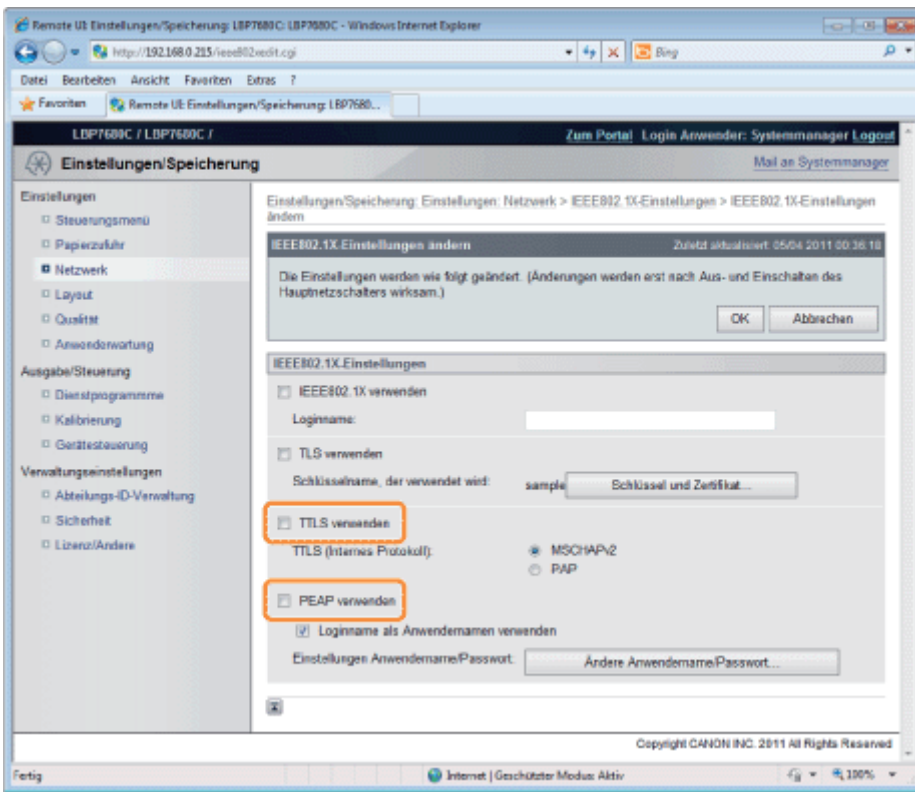 Remote UI: Einstellungen/Speicherung: LBP7680C: LBP7680C - Windows Internet Explorer
http://192.168.0.215/ieee802xedit.cgi
Bing
Datei Bearbeiten Ansicht Favoriten Extras ?
Favoriten Remote UI: Einstellungen/Speicherung: LBP7680...
LBP7680C / LBP7680C / Zum Portal Login Anwender: Systemmanager Logout
Einstellungen/Speicherung Mail an Systemmanager
Einstellungen
Steuerungsmenü
Papierzufuhr
Netzwerk
Layout
Qualität
Anwenderwartung
Ausgabe/Steuerung
Dienstprogramme
Kalibrierung
Gerätesteuerung
Verwaltungseinstellungen
Abteilungs-ID-Verwaltung
Sicherheit
Lizenz/Andere
Einstellungen/Speicherung: Einstellungen: Netzwerk > IEEE802.1X-Einstellungen > IEEE802.1X-Einstellungen
ändern
IEEE802.1X-Einstellungen ändern Zuletzt aktualisiert: 05/04 2011 00:36:18
Die Einstellungen werden wie folgt geändert. (Änderungen werden erst nach Aus- und Einschalten des
Hauptnetzschalters wirksam.)
OK Abbrechen
IEEE802.1X-Einstellungen
IEEE802.1X verwenden
Loginname:
TLS verwenden
Schlüsselname, der verwendet wird: sample Schlüssel und Zertifikat...
TTLS verwenden
TTLS (Internes Protokoll): MSCHAPv2
PAP
PEAP verwenden
Loginname als Anwendernamen verwenden
Einstellungen Anwendername/Passwort: Ändere Anwendername/Passwort...
Copyright CANON INC. 2011 All Rights Reserved
Fertig Internet | Geschützter Modus: Aktiv 100%